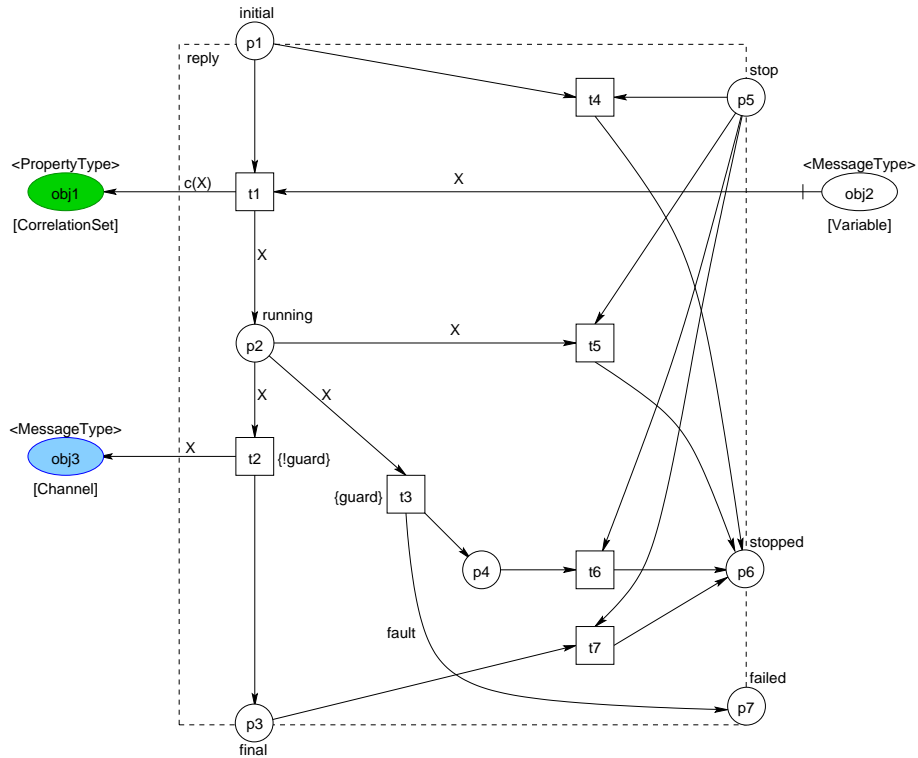 initial
p1
reply
stop
t4
p5
<PropertyType>
<MessageType>
obj1
c(X)
t1
X
obj2
[CorrelationSet]
[Variable]
X
running
p2
X
t5
X
X
<MessageType>
obj3
X
t2
{!guard}
[Channel]
{guard}
t3
stopped
p4
t6
p6
fault
t7
failed
p7
p3
final